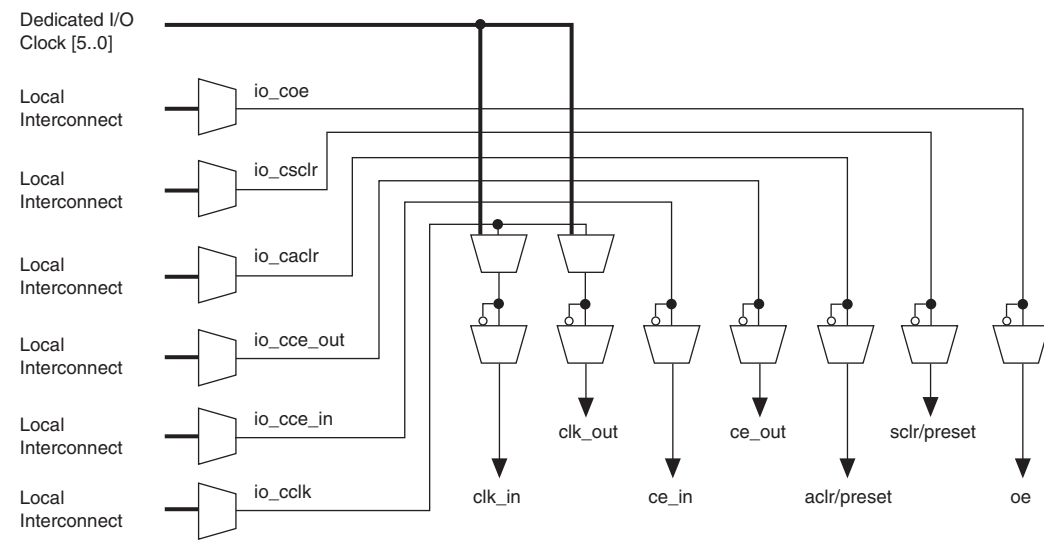 Dedicated I/O
Clock [5..0]
Local
Interconnect
io_coe
Local
Interconnect
io_csclr
Local
Interconnect
io_caclr
Local
Interconnect
io_cce_out
Local
Interconnect
io_cce_in
Local
Interconnect
io_cclk
clk_out
ce_out
sclr/preset
clk_in
ce_in
aclr/preset
oe